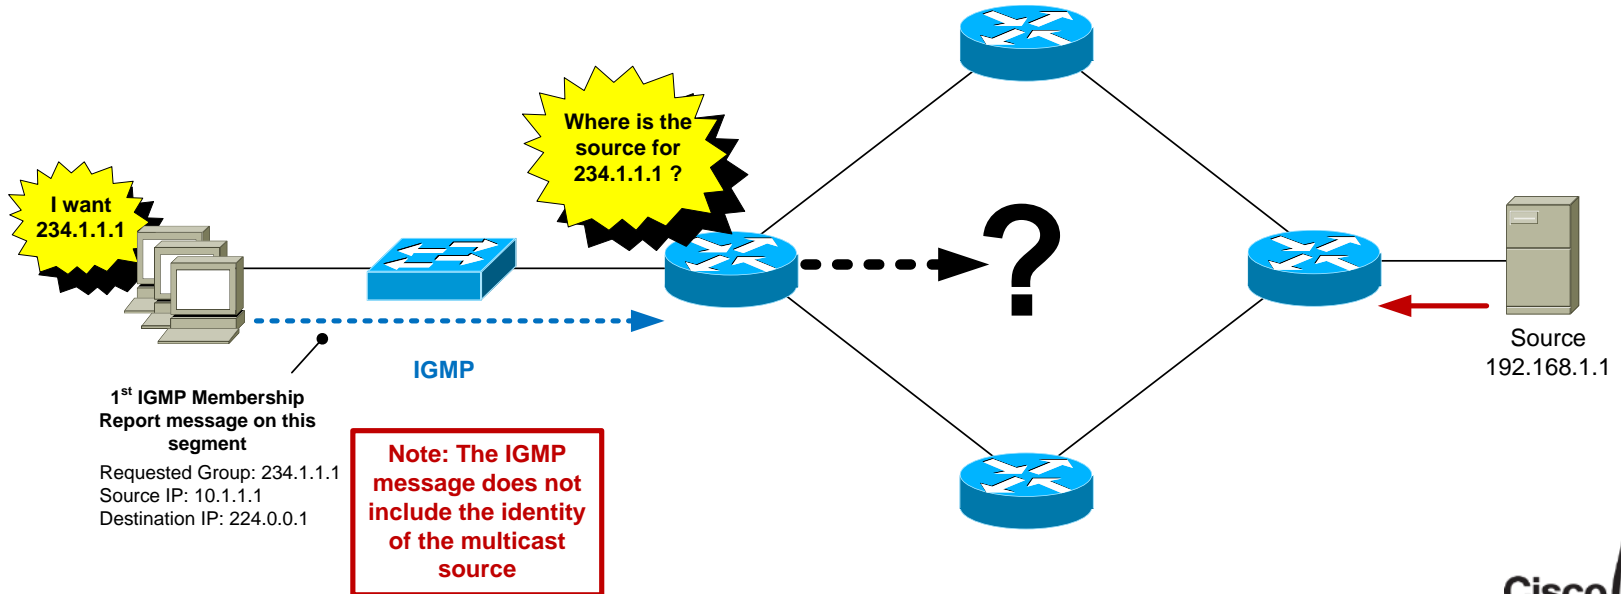 Where is the
source for
234.1.1.1 ?
I want
234.1.1.1
IGMP
Source
192.168.1.1
1st IGMP Membership
Report message on this
segment
Requested Group: 234.1.1.1
Source IP: 10.1.1.1
Destination IP: 224.0.0.1
Note: The IGMP
message does not
include the identity
of the multicast
source
?
Cisco